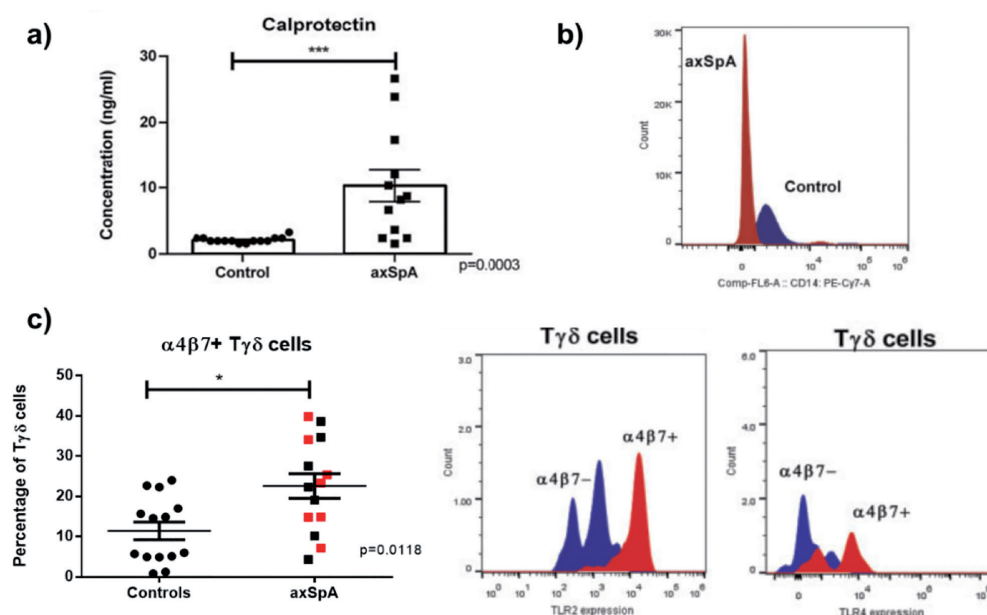 a)
Calprotectin
***
Concentration (ng/ml)
30
20
10
0
Control
axSpA
p=0.0003
b)
30K
20K
10K
0
Count
axSpA
Control
0
10^4
10^5
10^6
Comp-FL6-A :: CD14: PE-Cy7-A
c)
α4β7+ Tγδ cells
*
Percentage of Tγδ cells
50
40
30
20
10
0
Controls
axSpA
p=0.0118
Tγδ cells
3.0
2.0
1.00
0
Count
α4β7−
α4β7+
10^0
10^1
10^2
10^3
10^4
10^5
10^6
TLR2 expression
Tγδ cells
6.0
4.0
2.0
0
Count
α4β7−
α4β7+
0
10^4
10^5
10^6
TLR4 expression